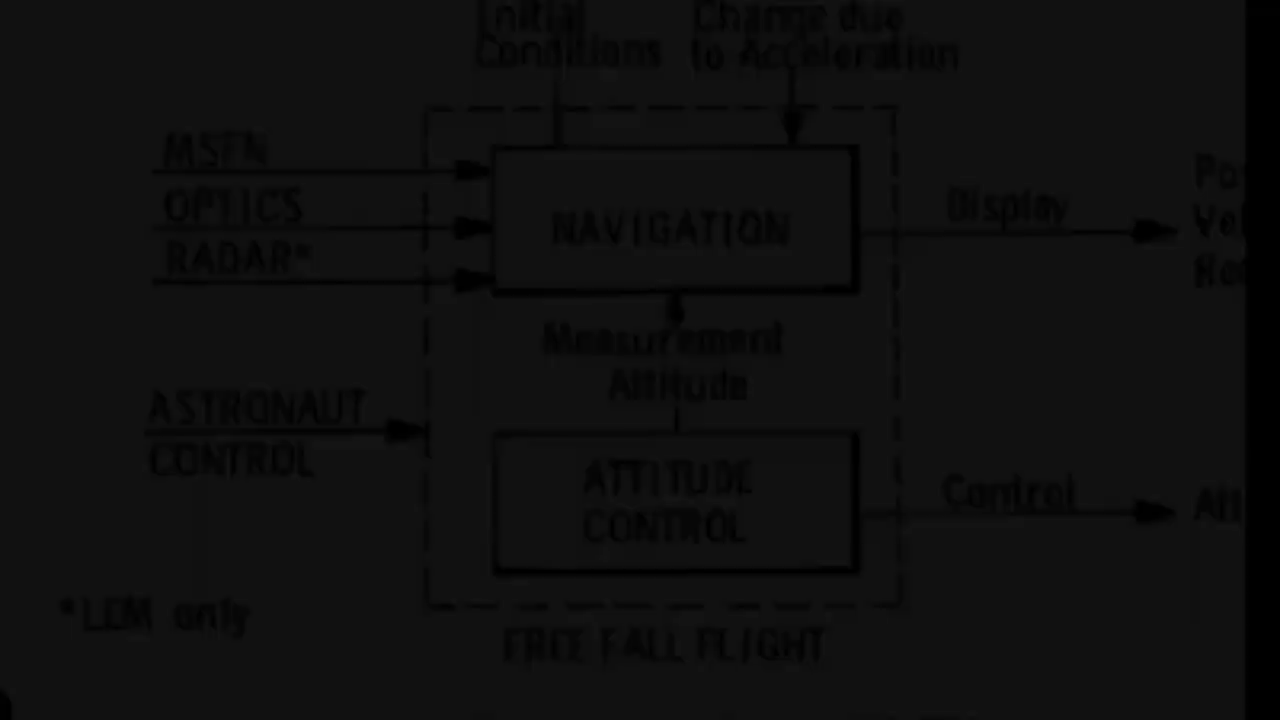 Initial
Conditions
Change due
to Acceleration
MSFN
OPTICS
RADAR*
NAVIGATION
Display
Measurement
Attitude
ASTRONAUT
CONTROL
ATTITUDE
CONTROL
Control
*LEM only
FREE FALL FLIGHT